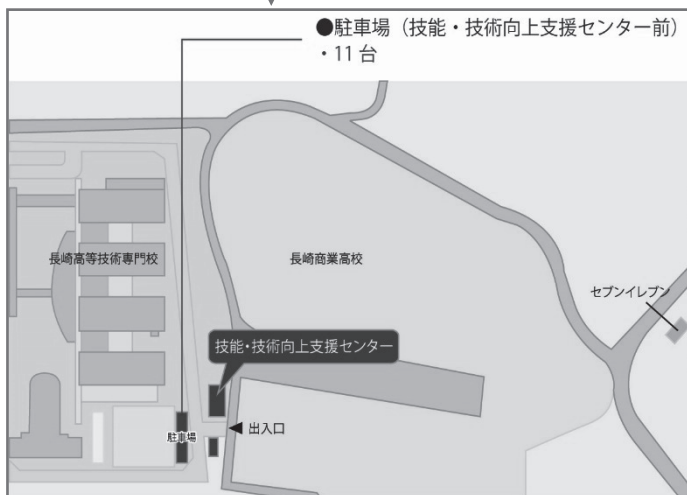 ●駐車場（技能・技術向上支援センター前）
・11 台
長崎高等技術専門校
長崎商業高校
セブンイレブン
技能・技術向上支援センター
出入口
駐車場